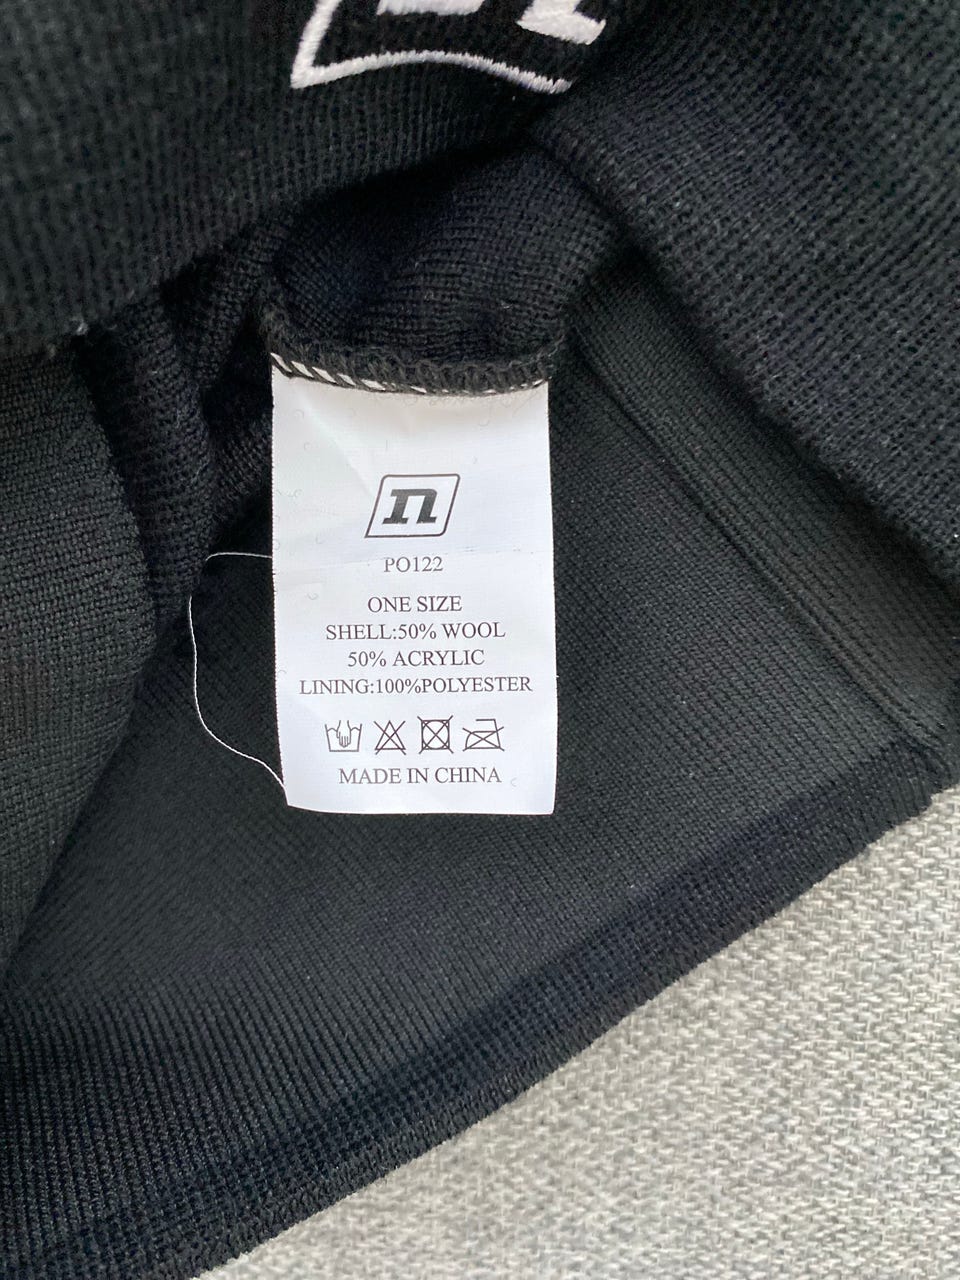 n
PO122
ONE SIZE
SHELL:50% WOOL
50% ACRYLIC
LINING:100%POLYESTER
MADE IN CHINA